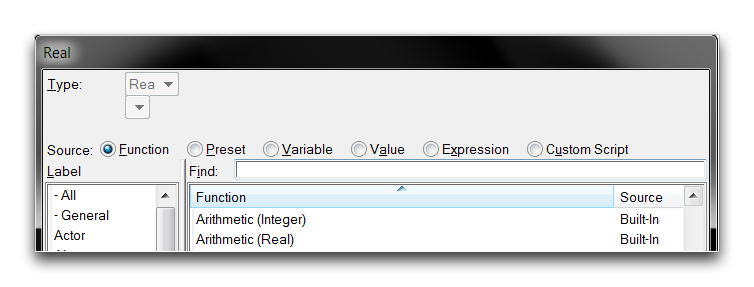 Real
Type: Rea
Source: Function Preset Variable Value Expression Custom Script
Label Find:
- All Function Source
- General Arithmetic (Integer) Built-In
Actor Arithmetic (Real) Built-In